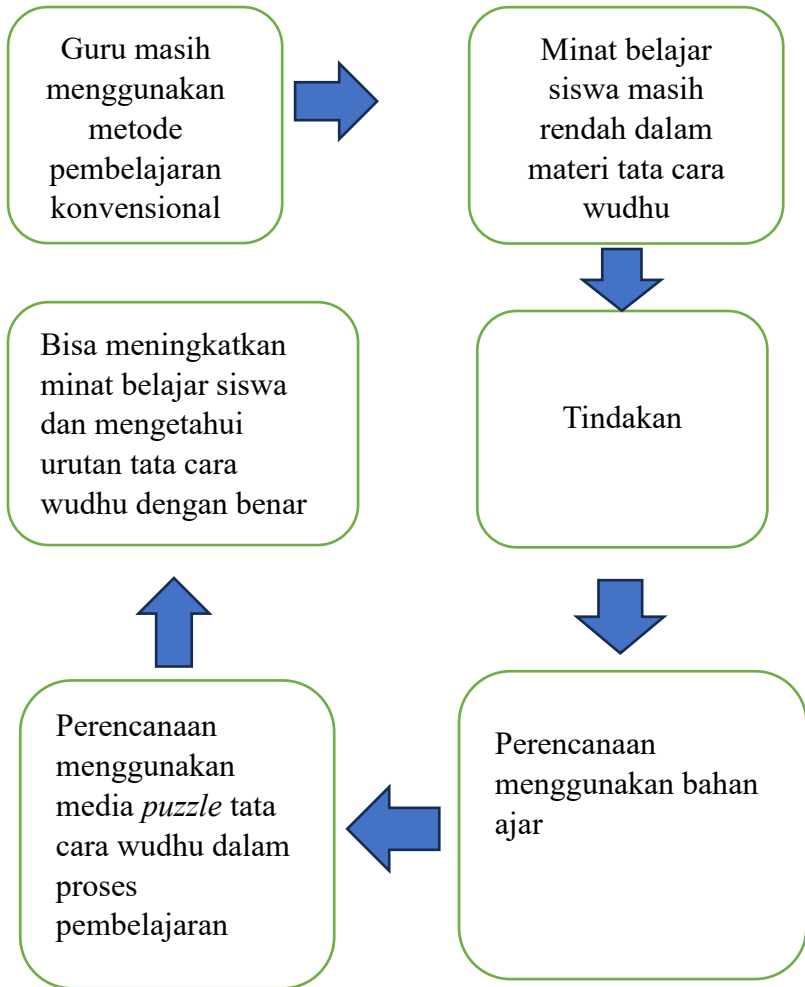 Guru masih
menggunakan
metode
pembelajaran
konvensional
Minat belajar
siswa masih
rendah dalam
materi tata cara
wudhu
Tindakan
Perencanaan
menggunakan bahan
ajar
Perencanaan
menggunakan
media puzzle tata
cara wudhu dalam
proses
pembelajaran
Bisa meningkatkan
minat belajar siswa
dan mengetahui
urutan tata cara
wudhu dengan benar